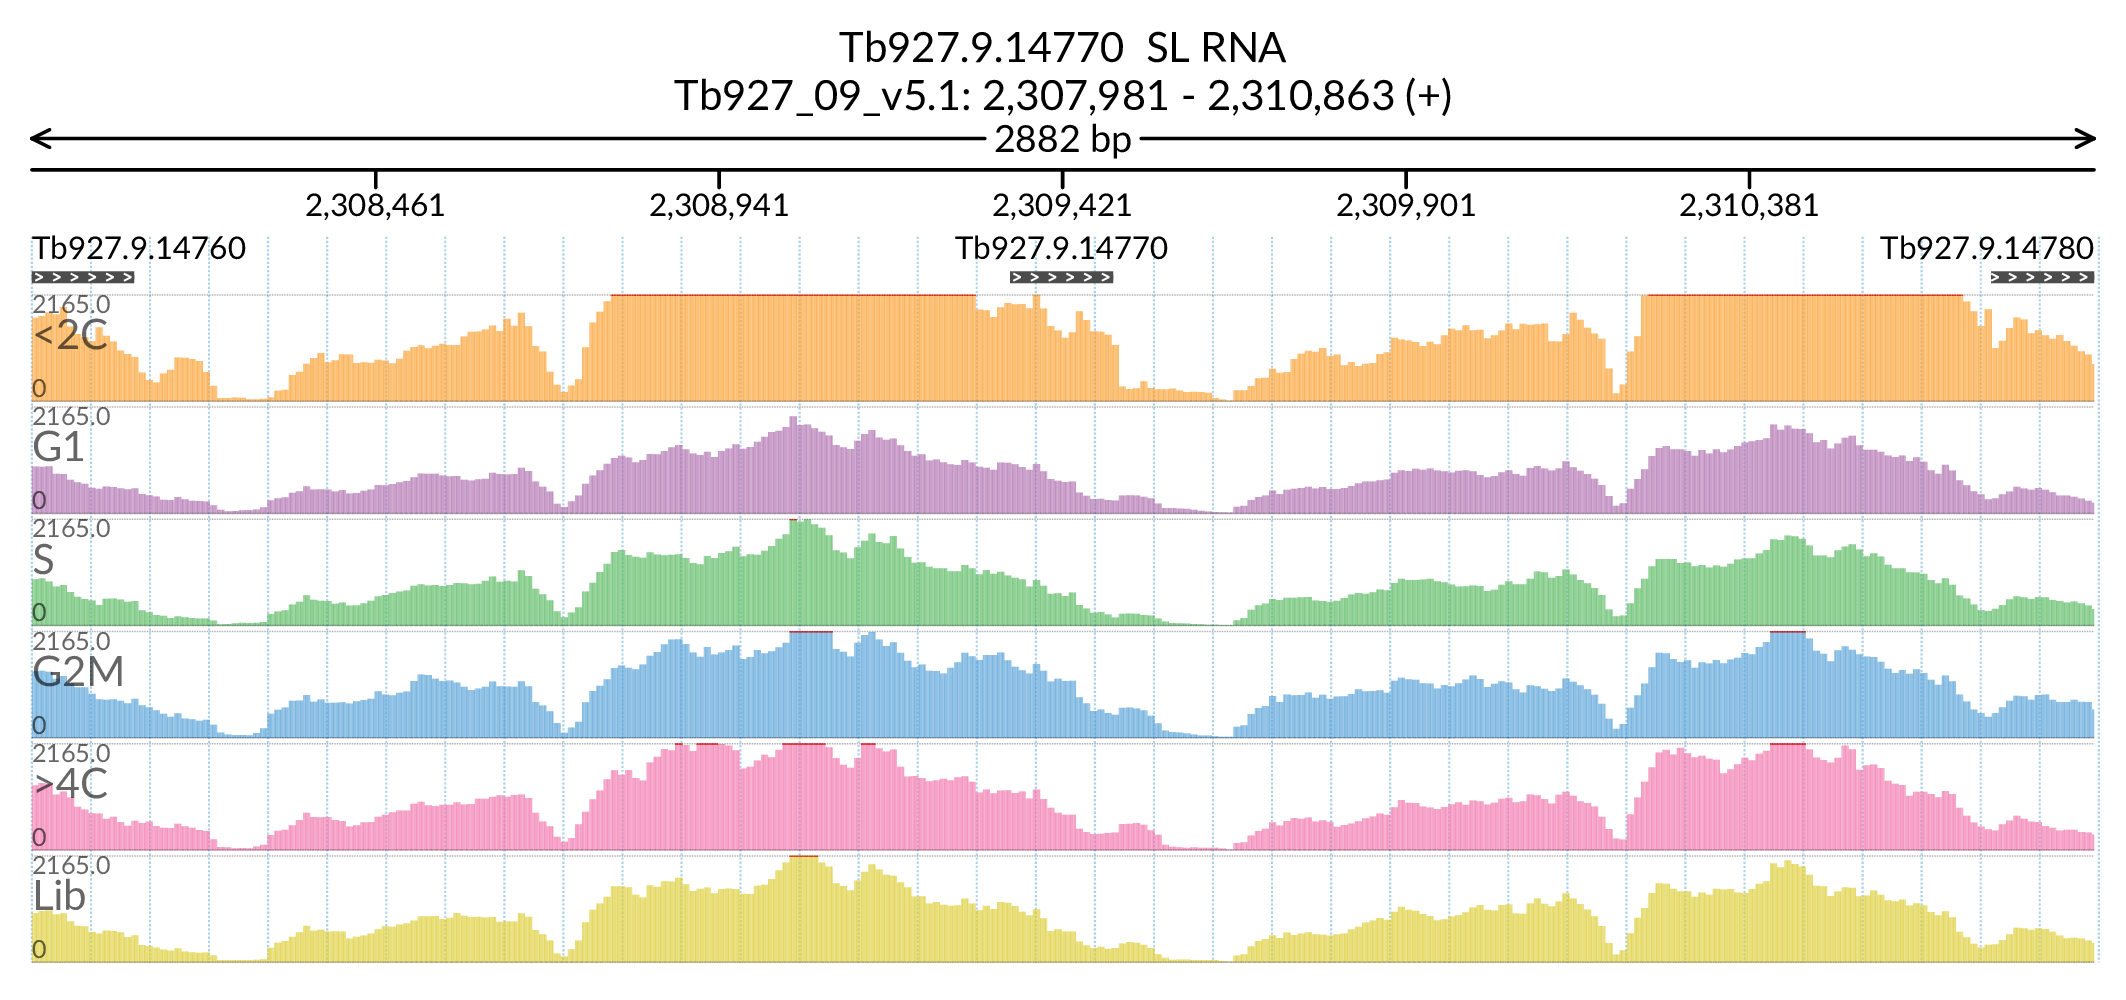 Tb927.9.14770  SL RNA
Tb927_09_v5.1: 2,307,981 - 2,310,863 (+)
2882 bp
2,308,461 2,308,941 2,309,421 2,309,901 2,310,381
Tb927.9.14760 Tb927.9.14770 Tb927.9.14780
2165.0
<2C
0
2165.0
G1
0
2165.0
S
0
2165.0
G2M
0
2165.0
>4C
0
2165.0
Lib
0